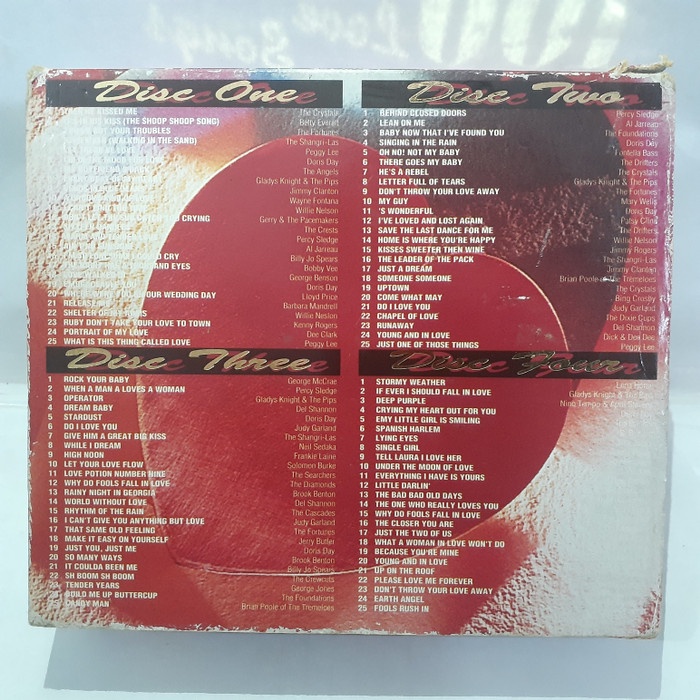 Disc One
KISSED ME The Crystals
KISS (THE SHOOP SHOOP SONG) Betty Everett
YOUR TROUBLES The Fortunes
(WALKING IN THE SAND) The Shangri-Las
Peggy Lee
Doris Day
The Angels
Gladys Knight & The Pips
Jimmy Clanton
Wayne Fontana
Willie Nelson
CRYING Gerry & The Pacemakers
The Crests
Percy Sledge
Al Jarreau
CRY Billy Jo Spears
AND EYES Bobby Vee
George Benson
Doris Day
20 YOUR WEDDING DAY Lloyd Price
21 RELEASE Barbara Mandrell
22 SHELTER Willie Neslon
23 RUBY DON'T TAKE YOUR LOVE TO TOWN Kenny Rogers
24 PORTRAIT OF MY LOVE Dee Clark
25 WHAT IS THIS THING CALLED LOVE Peggy Lee
Disc Two
1 BEHIND CLOSED DOORS Percy Sledge
2 LEAN ON ME Al Jarreau
3 BABY NOW THAT I'VE FOUND YOU The Foundations
4 SINGING IN THE RAIN Doris Day
5 OH NO! NOT MY BABY Fontella Bass
6 THERE GOES MY BABY The Drifters
7 HE'S A REBEL The Crystals
8 LETTER FULL OF TEARS Gladys Knight & The Pips
9 DON'T THROW YOUR LOVE AWAY The Fortunes
10 MY GUY Mary Wells
11 'S WONDERFUL Doris Day
12 I'VE LOVED AND LOST AGAIN Patsy Cline
13 SAVE THE LAST DANCE FOR ME The Drifters
14 HOME IS WHERE YOU'RE HAPPY Willie Nelson
15 KISSES SWEETER THEN WINE Jimmy Rogers
16 THE LEADER OF THE PACK The Shangri-Las
17 JUST A DREAM Jimmy Clanton
18 SOMEONE SOMEONE Brian Poole The Tremeloes
19 UPTOWN The Crystals
20 COME WHAT MAY Bing Crosby
21 DO I LOVE YOU Judy Garland
22 CHAPEL OF LOVE The Dixie Cups
23 RUNAWAY Del Shannon
24 YOUNG AND IN LOVE Dick & Dee Dee
25 JUST ONE OF THOSE THINGS Peggy Lee
Disc Three
1 ROCK YOUR BABY George McCrae
2 WHEN A MAN A LOVES A WOMAN Percy Sledge
3 OPERATOR Gladys Knight & The Pips
4 DREAM BABY Del Shannon
5 STARDUST Doris Day
6 DO I LOVE YOU Judy Garland
7 GIVE HIM A GREAT BIG KISS The Shangri-Las
8 WHILE I DREAM Neil Sedaka
9 HIGH NOON Frankie Laine
10 LET YOUR LOVE FLOW Solomon Burke
11 LOVE POTION NUMBER NINE The Searchers
12 WHY DO FOOLS FALL IN LOVE The Diamonds
13 RAINY NIGHT IN GEORGIA Brook Benton
14 WORLD WITHOUT LOVE Del Shannon
15 RHYTHM OF THE RAIN The Cascades
16 I CAN'T GIVE YOU ANYTHING BUT LOVE Judy Garland
17 THAT SAME OLD FEELING The Fortunes
18 MAKE IT EASY ON YOURSELF Jerry Butler
19 JUST YOU, JUST ME Doris Day
20 SO MANY WAYS Brook Benton
21 IT COULDA BEEN ME Billy Jo Spears
22 SH BOOM SH BOOM The Crewcuts
23 TENDER YEARS George Jones
BUILD ME UP BUTTERCUP The Foundations
CANDY MAN Brian Poole of The Tremeloes
Disc Four
1 STORMY WEATHER
2 IF EVER I SHOULD FALL IN LOVE Gladys Knight
3 DEEP PURPLE Nino Tempo &
4 CRYING MY HEART OUT FOR YOU
5 EMY LITTLE GIRL IS SMILING
6 SPANISH HARLEM
7 LYING EYES
8 SINGLE GIRL
9 TELL LAURA I LOVE HER
10 UNDER THE MOON OF LOVE
11 EVERYTHING I HAVE IS YOURS
12 LITTLE DARLIN'
13 THE BAD BAD OLD DAYS
14 THE ONE WHO REALLY LOVES YOU
15 WHY DO FOOLS FALL IN LOVE
16 THE CLOSER YOU ARE
17 JUST THE TWO OF US
18 WHAT A WOMAN IN LOVE WON'T DO
19 BECAUSE YOU'RE MINE
20 YOUNG AND IN LOVE
21 UP ON THE ROOF
22 PLEASE LOVE ME FOREVER
23 DON'T THROW YOUR LOVE AWAY
24 EARTH ANGEL
25 FOOLS RUSH IN